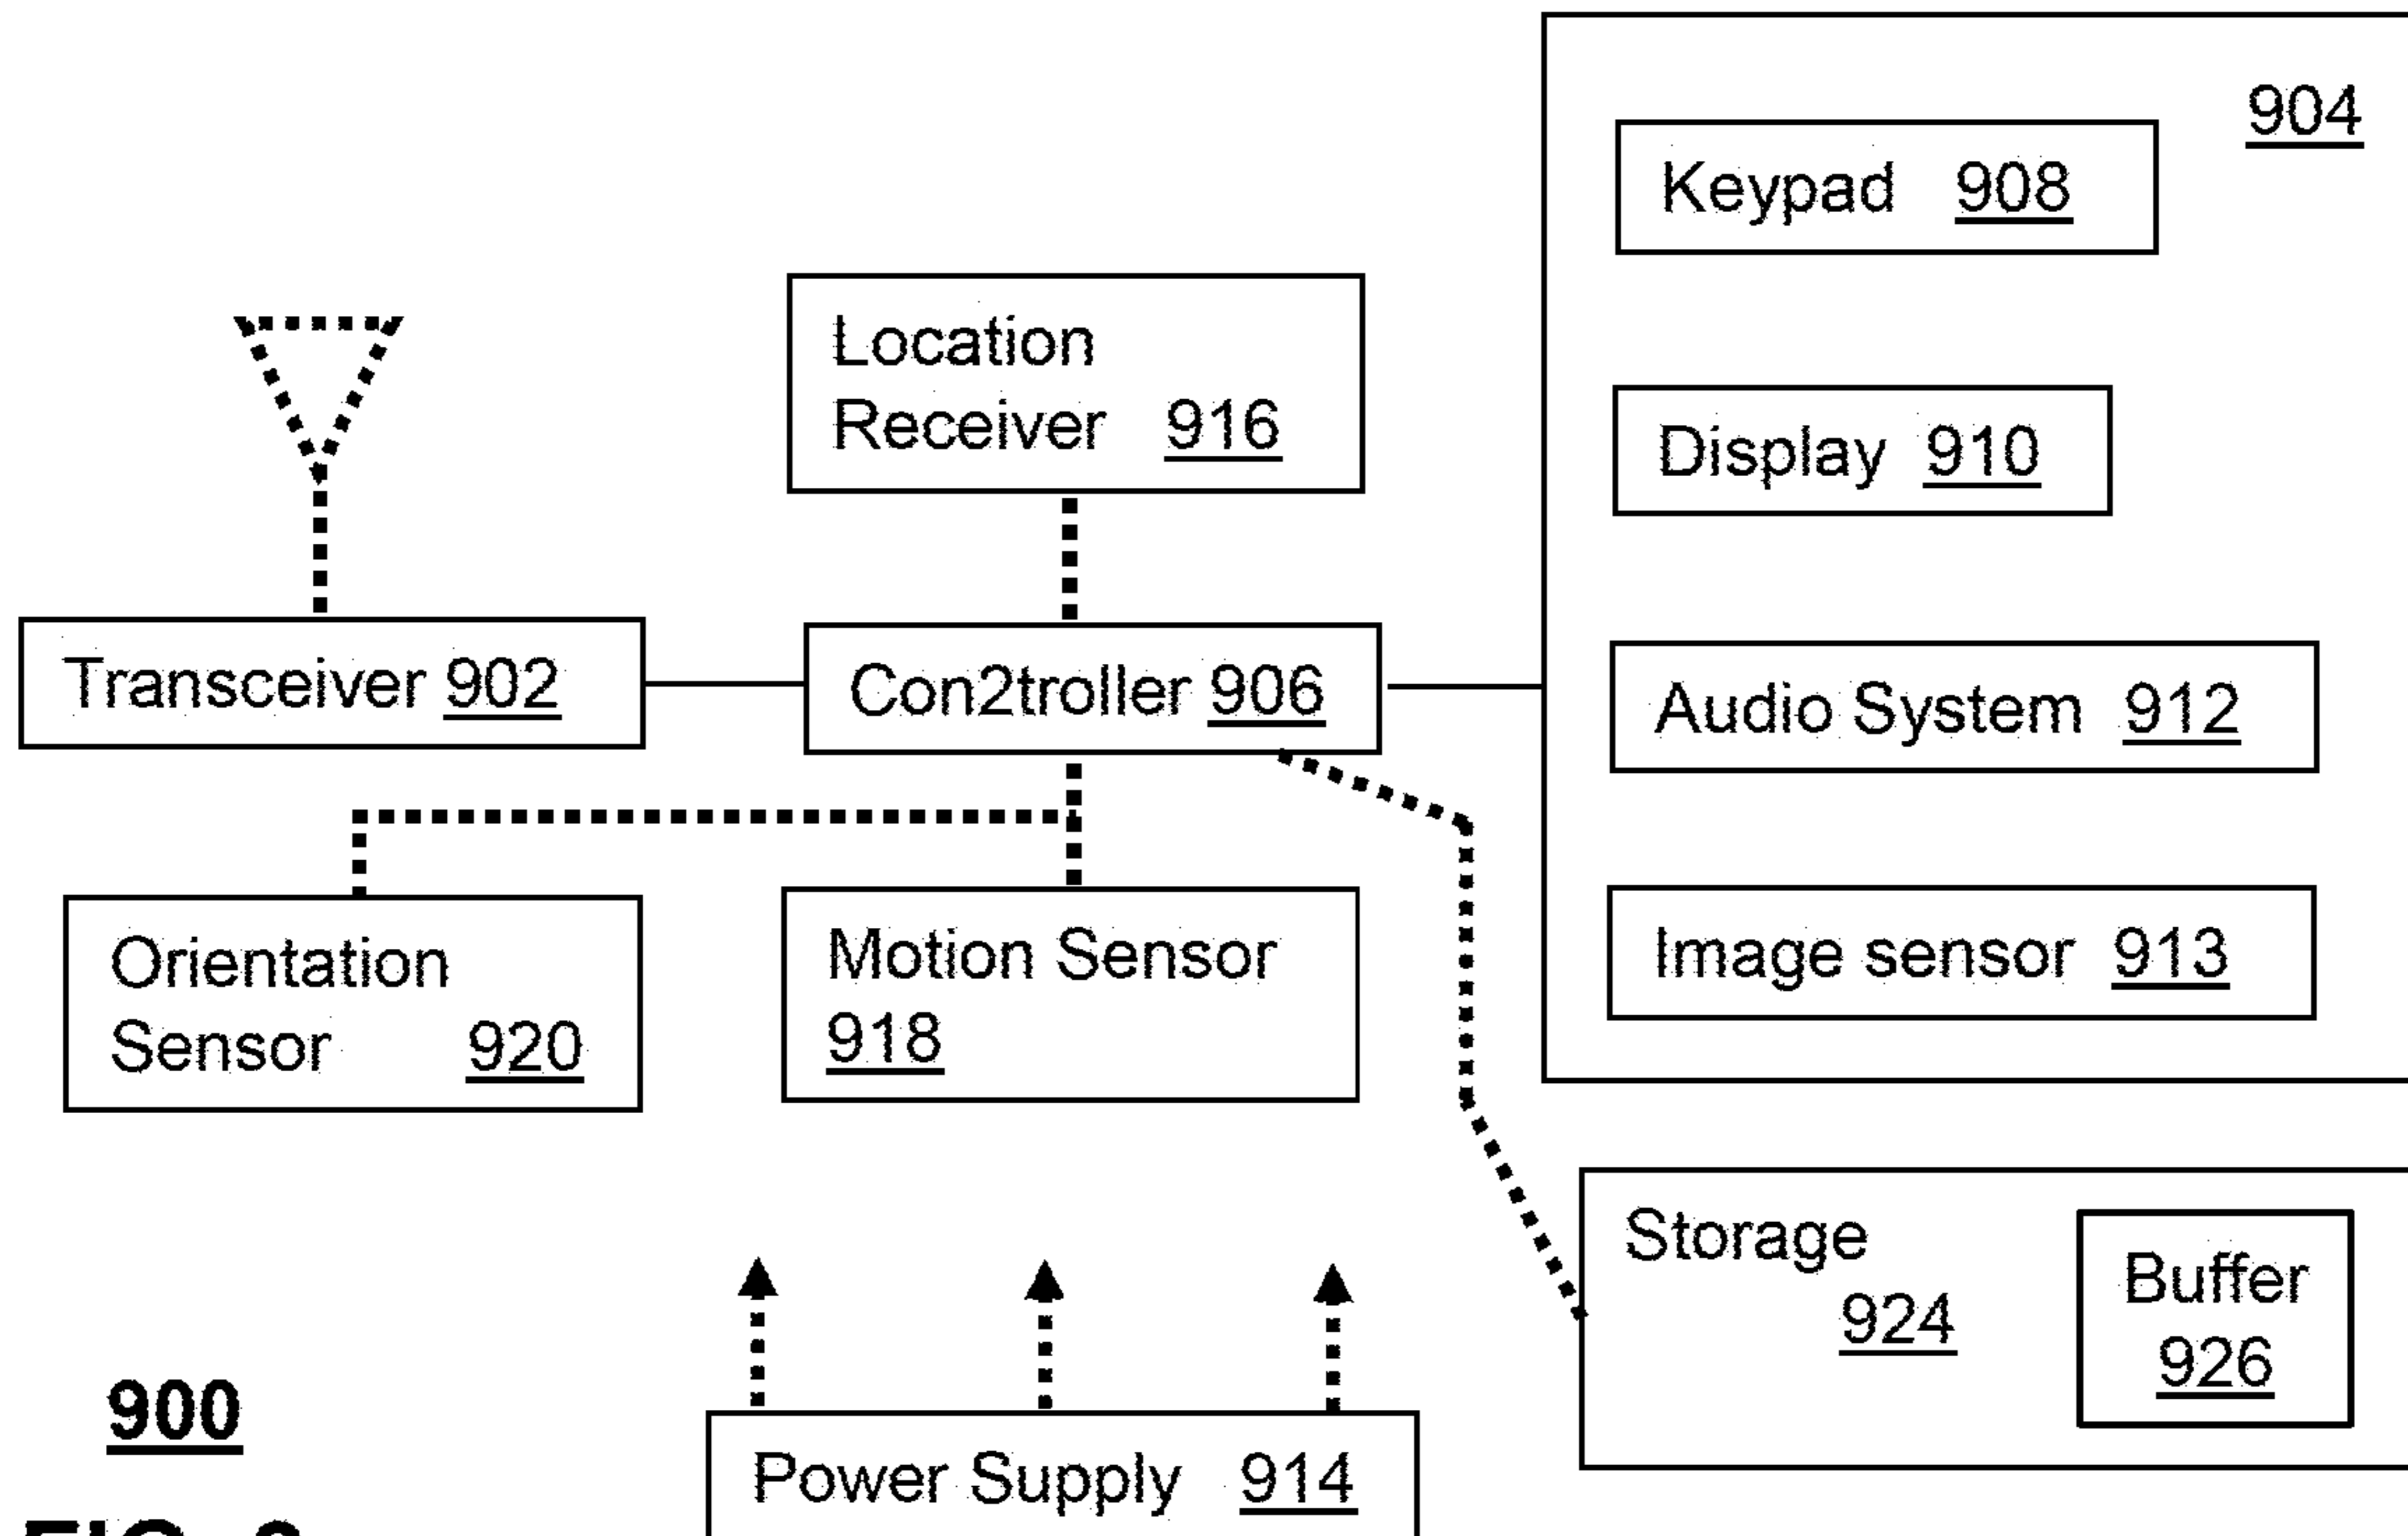 904
Keypad 908
Location
Receiver 916
Display 910
Transceiver 902
Con2troller 906
Audio System 912
Orientation
Sensor 920
Motion Sensor
918
Image sensor 913
Storage
924
Buffer
926
900
Power Supply 914